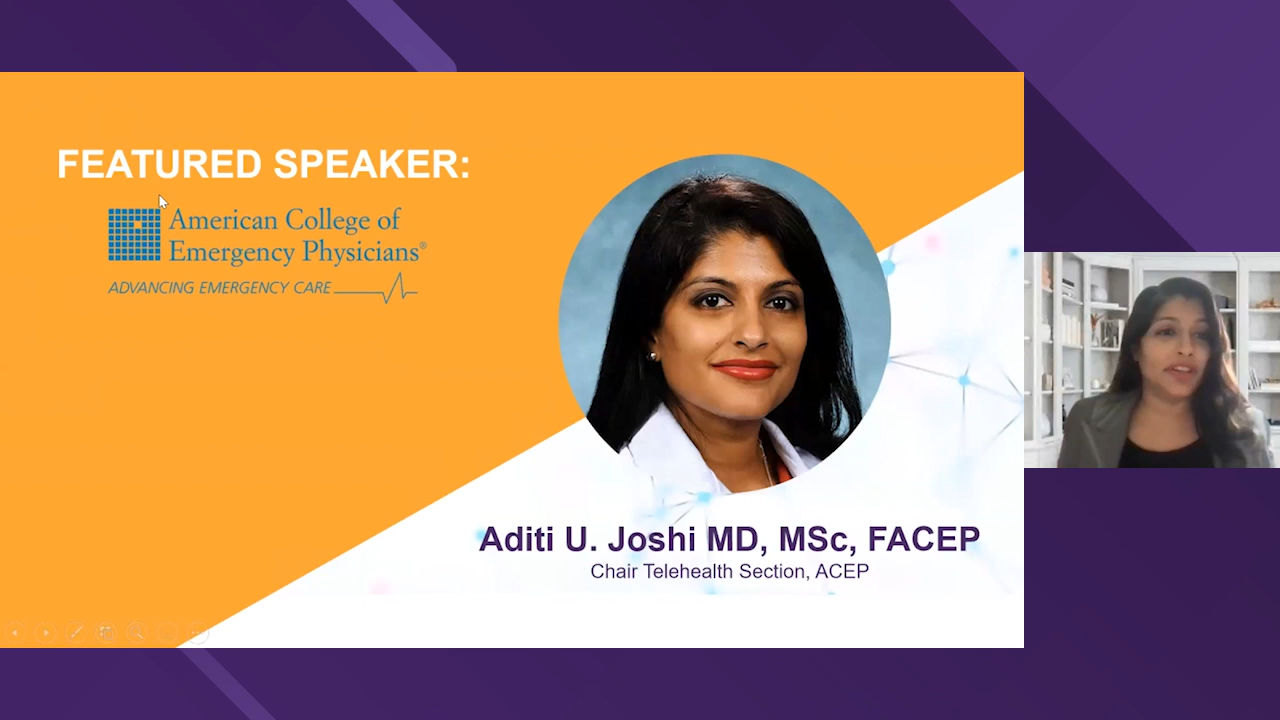 FEATURED SPEAKER:
American College of
Emergency Physicians®
ADVANCING EMERGENCY CARE
Aditi U. Joshi MD, MSc, FACEP
Chair Telehealth Section, ACEP